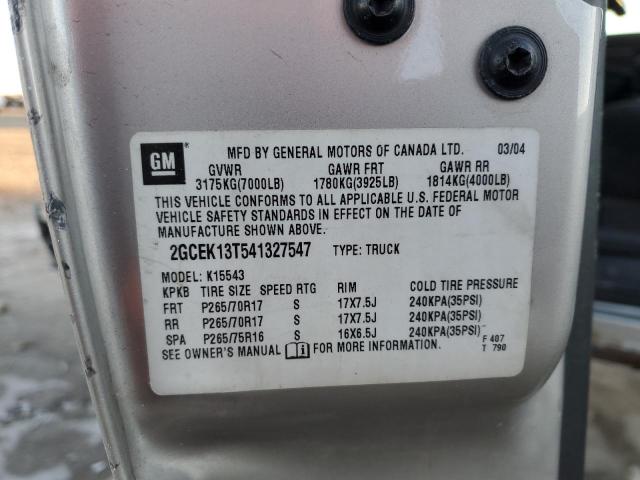 GM
MFD BY GENERAL MOTORS OF CANADA LTD. 03/04
GVWR GAWR FRT GAWR RR
3175KG(7000LB) 1780KG(3925LB) 1814KG(4000LB)
THIS VEHICLE CONFORMS TO ALL APPLICABLE U.S. FEDERAL MOTOR
VEHICLE SAFETY STANDARDS IN EFFECT ON THE DATE OF
MANUFACTURE SHOWN ABOVE.
2GCEK13T541327547 TYPE: TRUCK
MODEL: K15543
KPKB TIRE SIZE SPEED RTG RIM COLD TIRE PRESSURE
FRT P265/70R17 S 17X7.5J 240KPA(35PSI)
RR P265/70R17 S 17X7.5J 240KPA(35PSI)
SPA P265/75R16 S 16X6.5J 240KPA(35PSI)
SEE OWNER'S MANUAL FOR MORE INFORMATION.
F 407
T 790